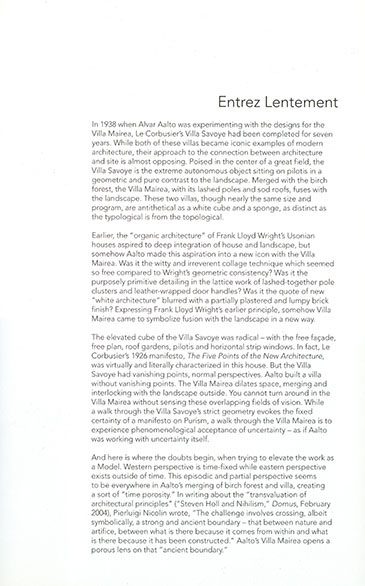 Entrez Lentement
In 1938 when Alvar Aalto was experimenting with the designs for the
Villa Mairea, Le Corbusier's Villa Savoye had been completed for seven
years. While both of these villas became iconic examples of modern
architecture, their approach to the connection between architecture
and site is almost opposing. Poised in the center of a great field, the
Villa Savoye is the extreme autonomous object sitting on pilotis in a
geometric and pure contrast to the landscape. Merged with the birch
forest, the Villa Mairea, with its lashed poles and sod roofs, fuses with
the landscape. These two villas, though nearly the same size and
program, are antithetical as a white cube and a sponge, as distinct as
the typological is from the topological.
Earlier, the "organic architecture" of Frank Lloyd Wright's Usonian
houses aspired to deep integration of house and landscape, but
somehow Aalto made this aspiration into a new icon with the Villa
Mairea. Was it the witty and irreverent collage technique which seemed
so free compared to Wright's geometric consistency? Was it the
purposely primitive detailing in the lattice work of lashed-together pole
clusters and leather-wrapped door handles? Was it the quote of new
"white architecture" blurred with a partially plastered and lumpy brick
finish? Expressing Frank Lloyd Wright's earlier principle, somehow Villa
Mairea came to symbolize fusion with the landscape in a new way.
The elevated cube of the Villa Savoye was radical – with the free façade,
free plan, roof gardens, pilotis and horizontal strip windows. In fact, Le
Corbusier's 1926 manifesto, The Five Points of the New Architecture,
was virtually and literally characterized in this house. But the Villa
Savoye had vanishing points, normal perspectives. Aalto built a villa
without vanishing points. The Villa Mairea dilates space, merging and
interlocking with the landscape outside. You cannot turn around in the
Villa Mairea without sensing these overlapping fields of vision. While
a walk through the Villa Savoye's strict geometry evokes the fixed
certainty of a manifesto on Purism, a walk through the Villa Mairea is to
experience phenomenological acceptance of uncertainty – as if Aalto
was working with uncertainty itself.
And here is where the doubts begin, when trying to elevate the work as
a Model. Western perspective is time-fixed while eastern perspective
exists outside of time. This episodic and partial perspective seems
to be everywhere in Aalto's merging of birch forest and villa, creating
a sort of "time porosity." In writing about the "transvaluation of
architectural principles" ("Steven Holl and Nihilism," Domus, February
2004), Pierluigi Nicolin wrote, "The challenge involves crossing, albeit
symbolically, a strong and ancient boundary – that between nature and
artifice, between what is there because it comes from within and what
is there because it has been constructed." Aalto's Villa Mairea opens a
porous lens on that "ancient boundary."